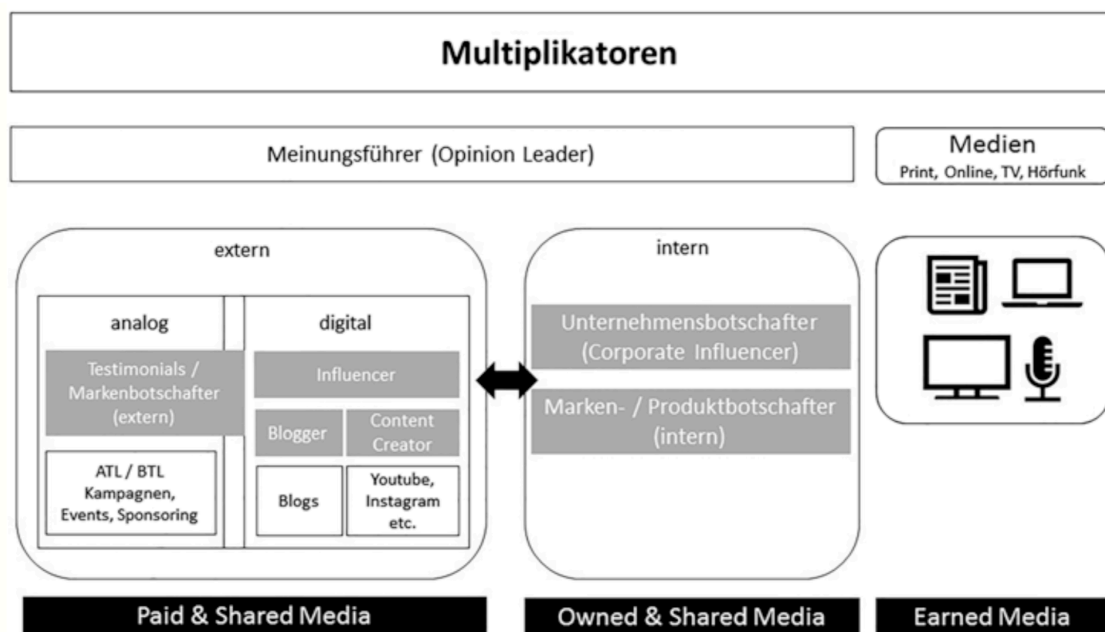 Multiplikatoren
Meinungsführer (Opinion Leader)
Medien
Print, Online, TV, Hörfunk
extern
analog
Testimonials /
Markenbotschafter
(extern)
ATL / BTL
Kampagnen,
Events, Sponsoring
digital
Influencer
Blogger
Content
Creator
Blogs
Youtube,
Instagram
etc.
intern
Unternehmensbotschafter
(Corporate Influencer)
Marken- / Produktbotschafter
(intern)
Paid & Shared Media
Owned & Shared Media
Earned Media